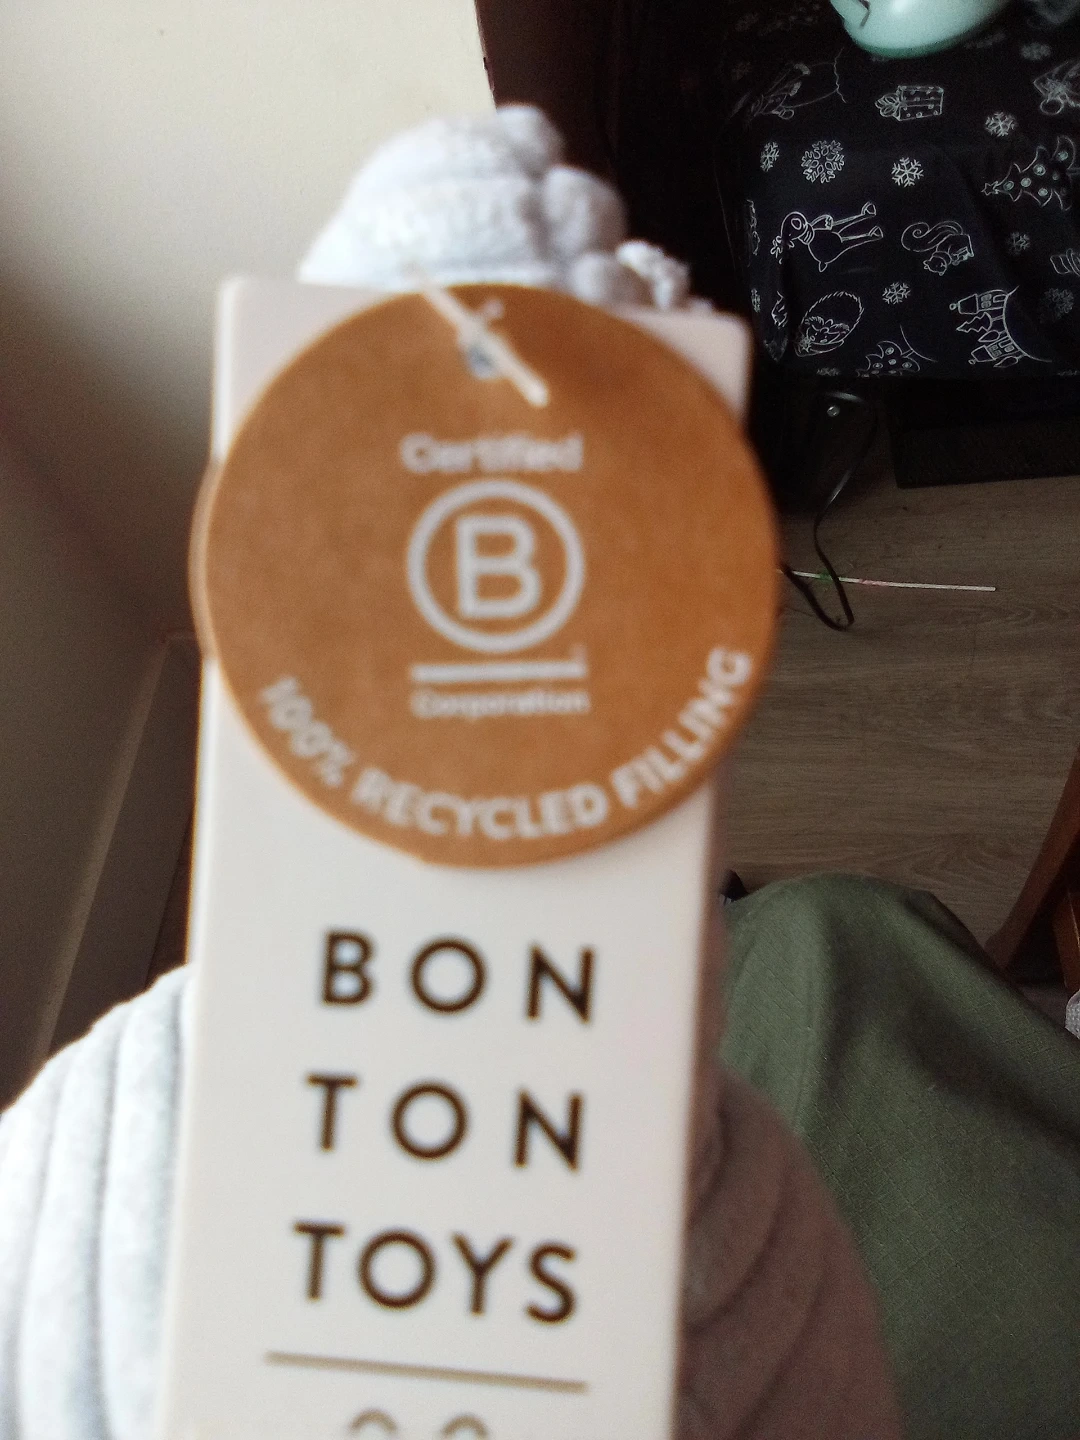 Certified
B
Corporation
100% RECYCLED FILLING
BON
TON
TOYS